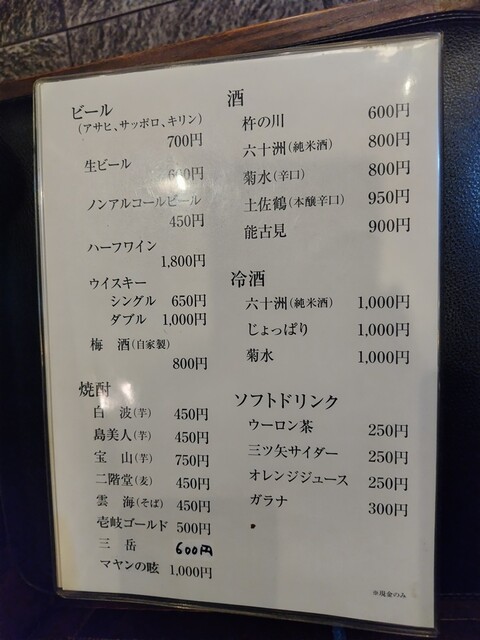 ビール
(アサヒ、サッポロ、キリン)
700円
生ビール
600円
ノンアルコールビール
450円
ハーフワイン
1,800円
ウイスキー
シングル 650円
ダブル 1,000円
梅 酒(自家製)
800円
焼酎
白 波(芋) 450円
島美人(芋) 450円
宝 山(芋) 750円
二階堂(麦) 450円
雲 海(そば) 450円
壱岐ゴールド 500円
三 岳 600円
マヤンの眩 1,000円
酒
杵の川 600円
六十洲(純米酒) 800円
菊水(辛口) 800円
土佐鶴(本醸辛口) 950円
能古見 900円
冷酒
六十洲(純米酒) 1,000円
じょっぱり 1,000円
菊水 1,000円
ソフトドリンク
ウーロン茶 250円
三ツ矢サイダー 250円
オレンジジュース 250円
ガラナ 300円
※現金のみ